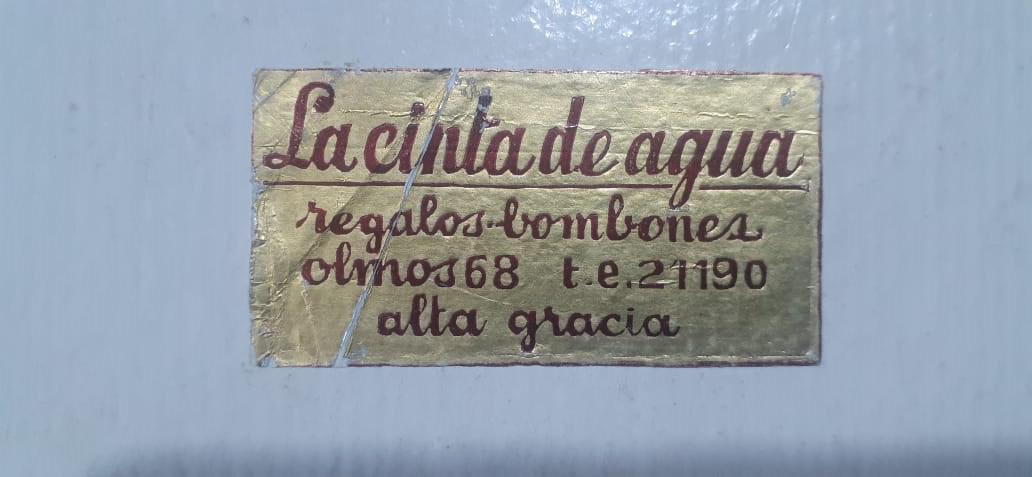 La cinta de agua
regalos-bombones
olmos 68 t.e. 21190
alta gracia